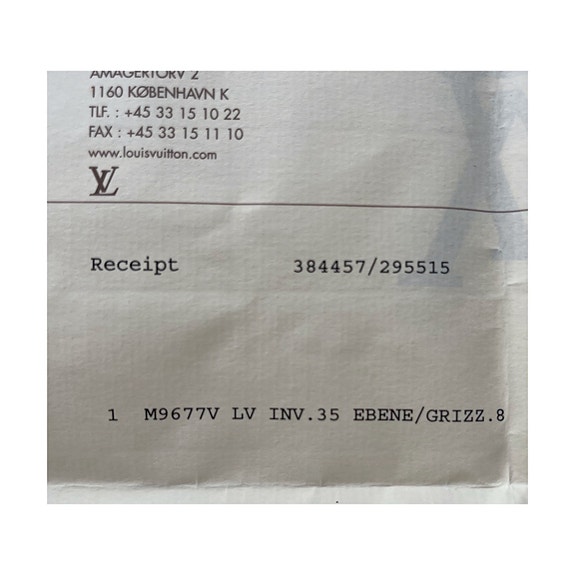 AMAGERTORV 2
1160 KØBENHAVN K
TLF. : +45 33 15 10 22
FAX : +45 33 15 11 10
www.louisvuitton.com
LV
Receipt 384457/295515
1 M9677V LV INV.35 EBENE/GRIZZ.8